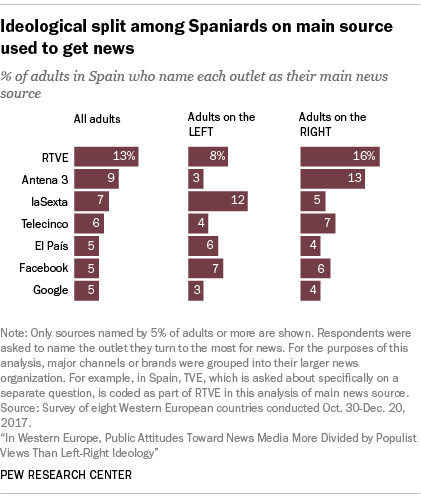 Ideological split among Spaniards on main source
used to get news
% of adults in Spain who name each outlet as their main news
source
All adults
Adults on the
LEFT
Adults on the
RIGHT
RTVE 13% 8% 16%
Antena 3 9 3 13
laSexta 7 12 5
Telecinco 6 4 7
El País 5 6 4
Facebook 5 7 6
Google 5 3 4
Note: Only sources named by 5% of adults or more are shown. Respondents were
asked to name the outlet they turn to the most for news. For the purposes of this
analysis, major channels or brands were grouped into their larger news
organization. For example, in Spain, TVE, which is asked about specifically on a
separate question, is coded as part of RTVE in this analysis of main news source.
Source: Survey of eight Western European countries conducted Oct. 30-Dec. 20,
2017.
“In Western Europe, Public Attitudes Toward News Media More Divided by Populist
Views Than Left-Right Ideology”
PEW RESEARCH CENTER